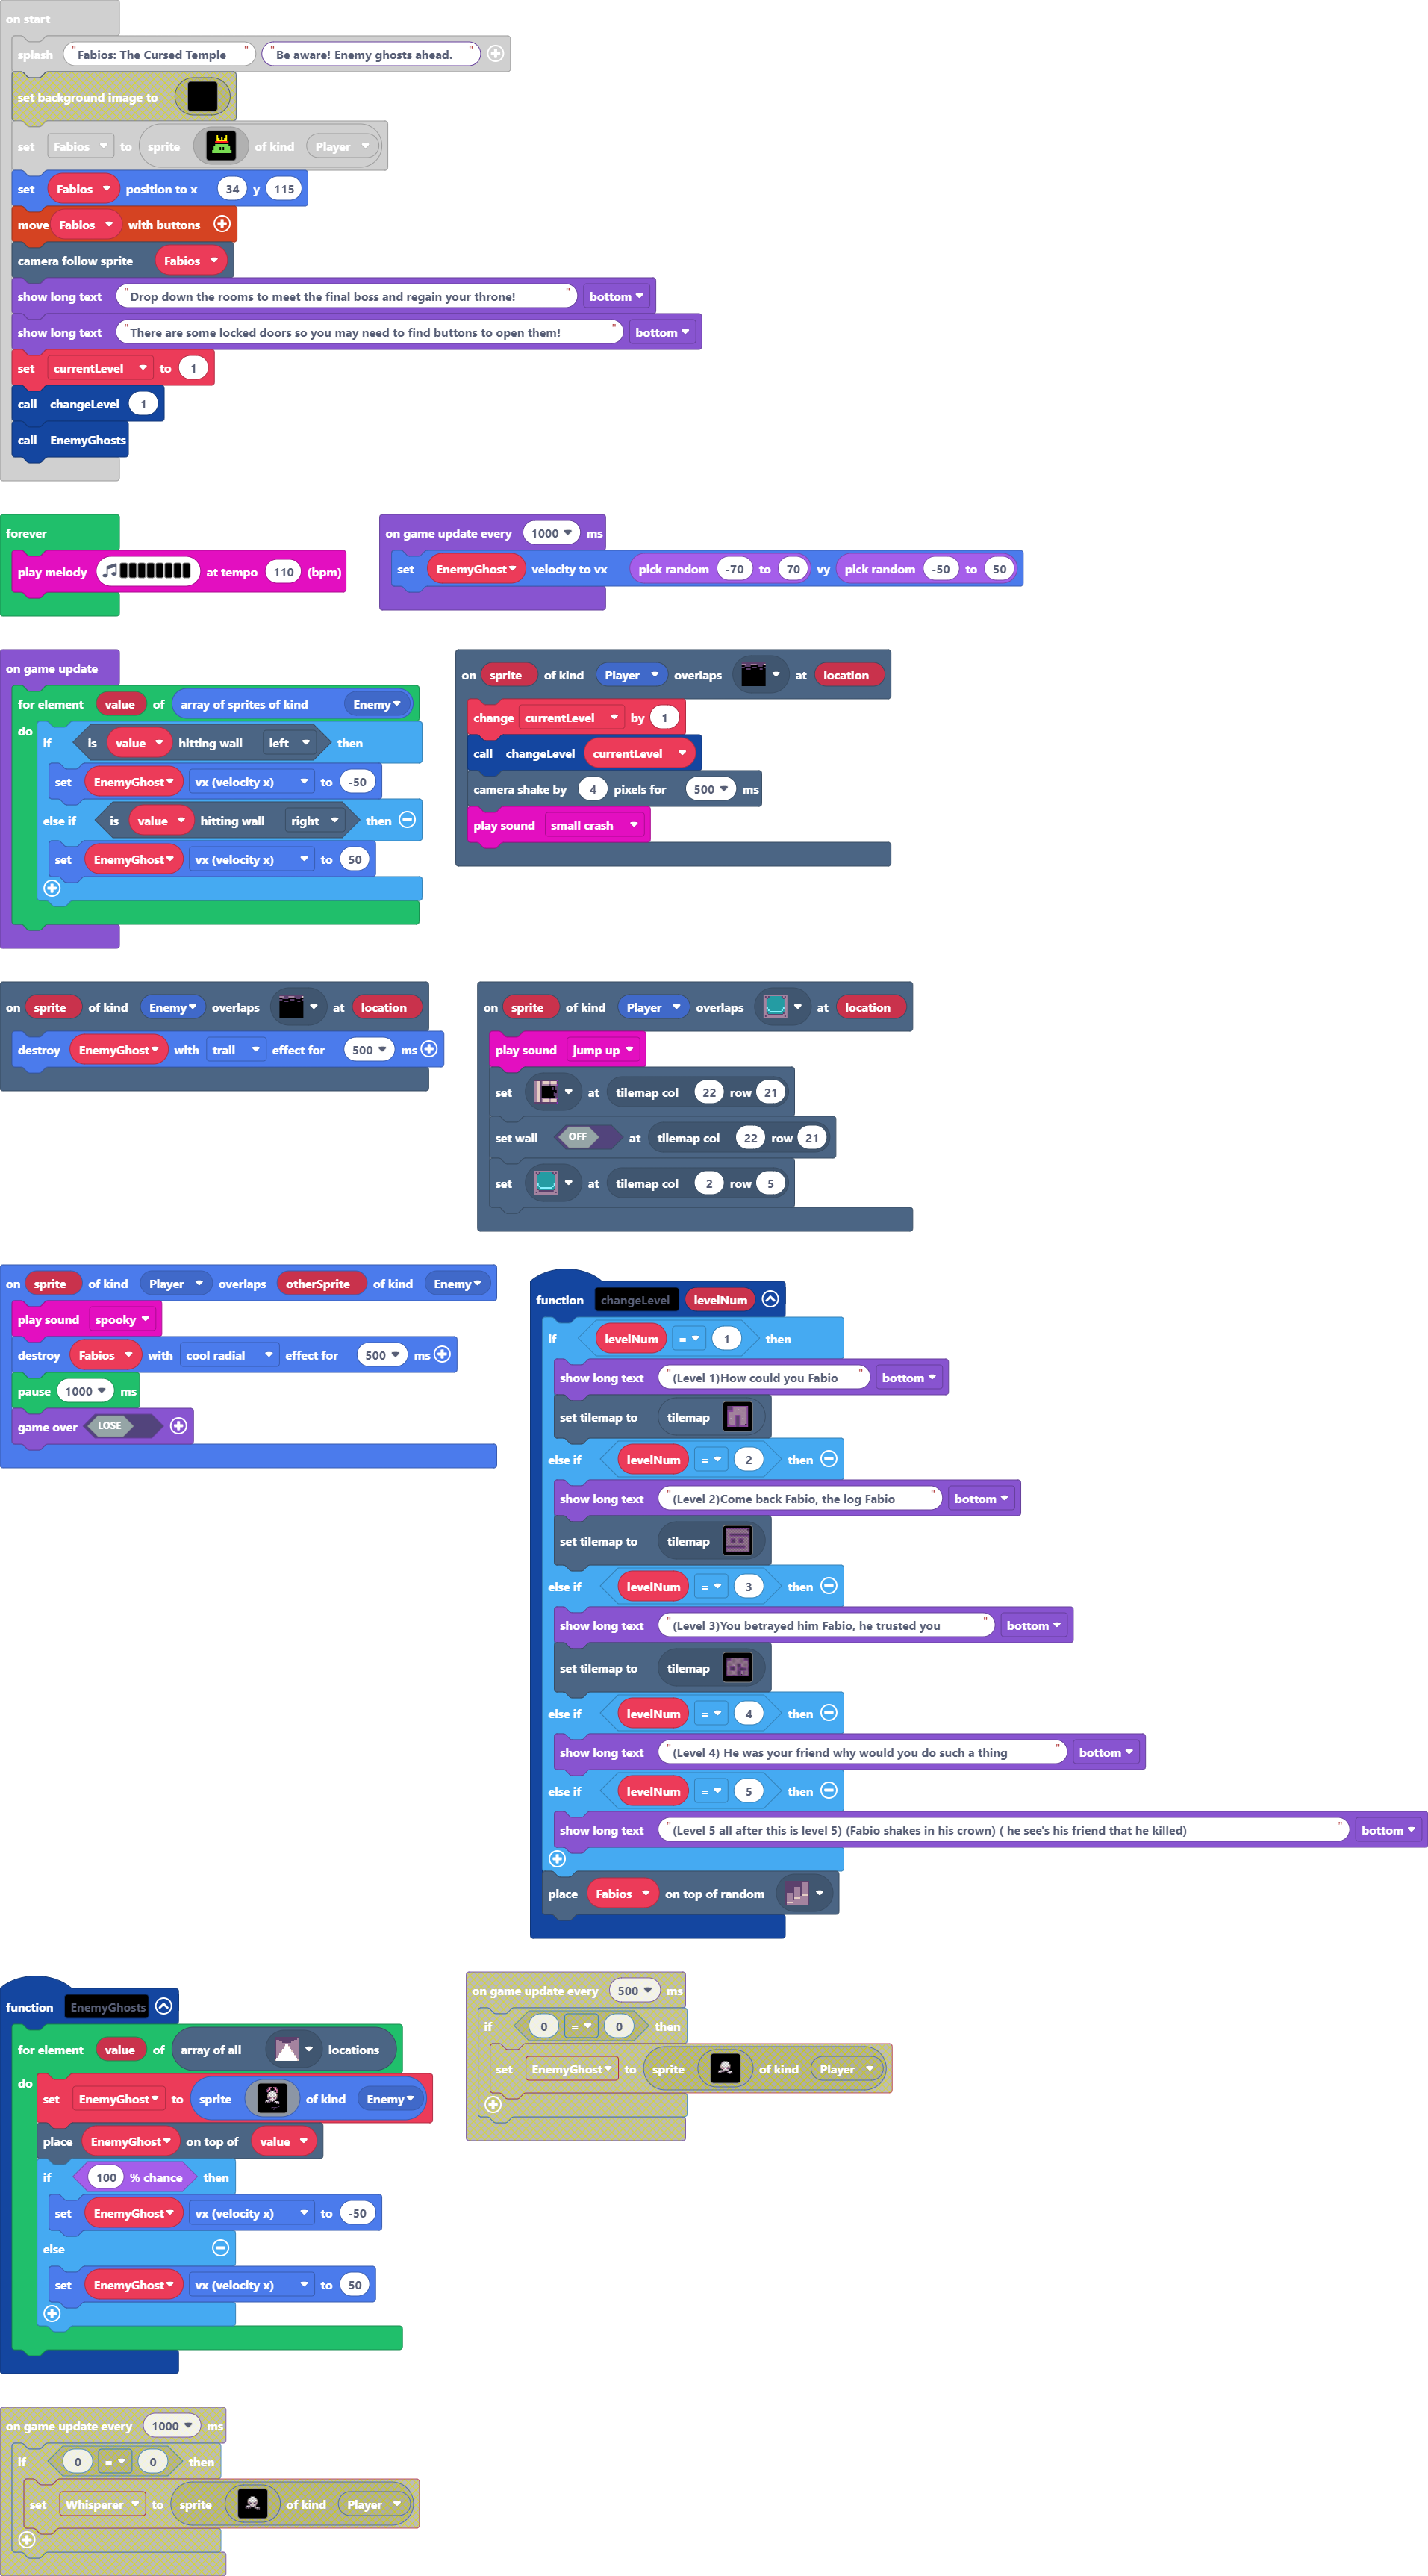 on start
splash "Fabios: The Cursed Temple" "Be aware! Enemy ghosts ahead."
set background image to
set Fabios to sprite of kind Player
set Fabios position to x 34 y 115
move Fabios with buttons
camera follow sprite Fabios
show long text "Drop down the rooms to meet the final boss and regain your throne!" bottom
show long text "There are some locked doors so you may need to find buttons to open them!" bottom
set currentLevel to 1
call changeLevel 1
call EnemyGhosts
forever
play melody at tempo 110 (bpm)
on game update every 1000 ms
set EnemyGhost velocity to vx pick random -70 to 70 vy pick random -50 to 50
on game update
for element value of array of sprites of kind Enemy
do
if is value hitting wall left then
set EnemyGhost vx (velocity x) to -50
else if is value hitting wall right then
set EnemyGhost vx (velocity x) to 50
on sprite of kind Player overlaps at location
change currentLevel by 1
call changeLevel currentLevel
camera shake by 4 pixels for 500 ms
play sound small crash
on sprite of kind Enemy overlaps at location
destroy EnemyGhost with trail effect for 500 ms
on sprite of kind Player overlaps at location
play sound jump up
set at tilemap col 22 row 21
set wall OFF at tilemap col 22 row 21
set at tilemap col 2 row 5
on sprite of kind Player overlaps otherSprite of kind Enemy
play sound spooky
destroy Fabios with cool radial effect for 500 ms
pause 1000 ms
game over LOSE
function changeLevel levelNum
if levelNum = 1 then
show long text "(Level 1)How could you Fabio" bottom
set tilemap to tilemap
else if levelNum = 2 then
show long text "(Level 2)Come back Fabio, the log Fabio" bottom
set tilemap to tilemap
else if levelNum = 3 then
show long text "(Level 3)You betrayed him Fabio, he trusted you" bottom
set tilemap to tilemap
else if levelNum = 4 then
show long text "(Level 4) He was your friend why would you do such a thing" bottom
else if levelNum = 5 then
show long text "(Level 5 all after this is level 5) (Fabio shakes in his crown) ( he see's his friend that he killed)" bottom
place Fabios on top of random
function EnemyGhosts
for element value of array of all locations
do
set EnemyGhost to sprite of kind Enemy
place EnemyGhost on top of value
if 100 % chance then
set EnemyGhost vx (velocity x) to -50
else
set EnemyGhost vx (velocity x) to 50
on game update every 500 ms
if 0 = 0 then
set EnemyGhost to sprite of kind Player
on game update every 1000 ms
if 0 = 0 then
set Whisperer to sprite of kind Player